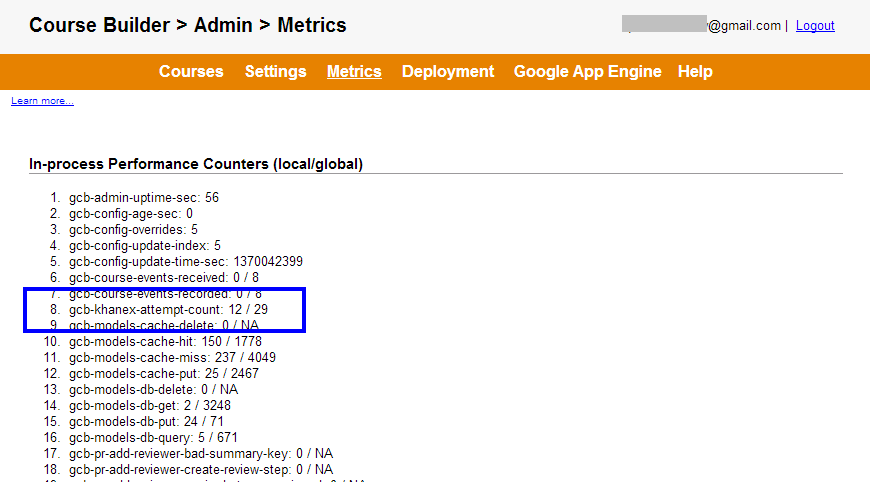 Course Builder > Admin > Metrics
@gmail.com | Logout
Courses Settings Metrics Deployment Google App Engine Help
Learn more...
In-process Performance Counters (local/global)
1. gcb-admin-uptime-sec: 56
2. gcb-config-age-sec: 0
3. gcb-config-overrides: 5
4. gcb-config-update-index: 5
5. gcb-config-update-time-sec: 1370042399
6. gcb-course-events-received: 0 / 8
7. gcb-course-events-recorded: 0 / 8
8. gcb-khanex-attempt-count: 12 / 29
9. gcb-models-cache-delete: 0 / NA
10. gcb-models-cache-hit: 150 / 1778
11. gcb-models-cache-miss: 237 / 4049
12. gcb-models-cache-put: 25 / 2467
13. gcb-models-db-delete: 0 / NA
14. gcb-models-db-get: 2 / 3248
15. gcb-models-db-put: 24 / 71
16. gcb-models-db-query: 5 / 671
17. gcb-pr-add-reviewer-bad-summary-key: 0 / NA
18. gcb-pr-add-reviewer-create-review-step: 0 / NA